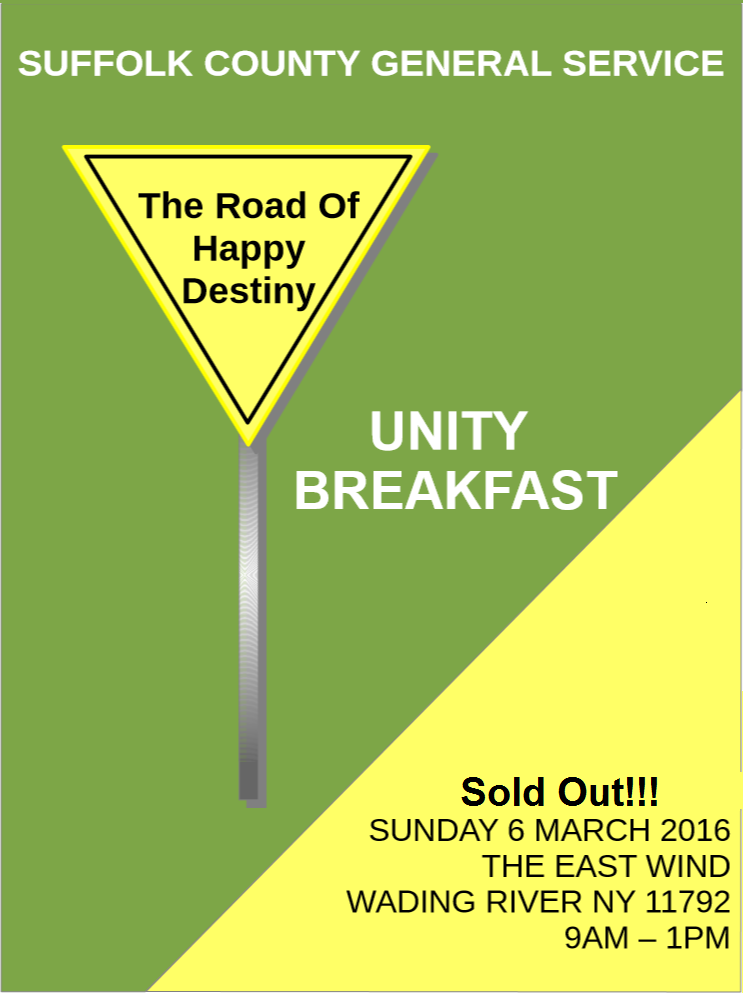 SUFFOLK COUNTY GENERAL SERVICE
The Road Of
Happy
Destiny
UNITY
BREAKFAST
Sold Out!!!
SUNDAY 6 MARCH 2016
THE EAST WIND
WADING RIVER NY 11792
9AM – 1PM